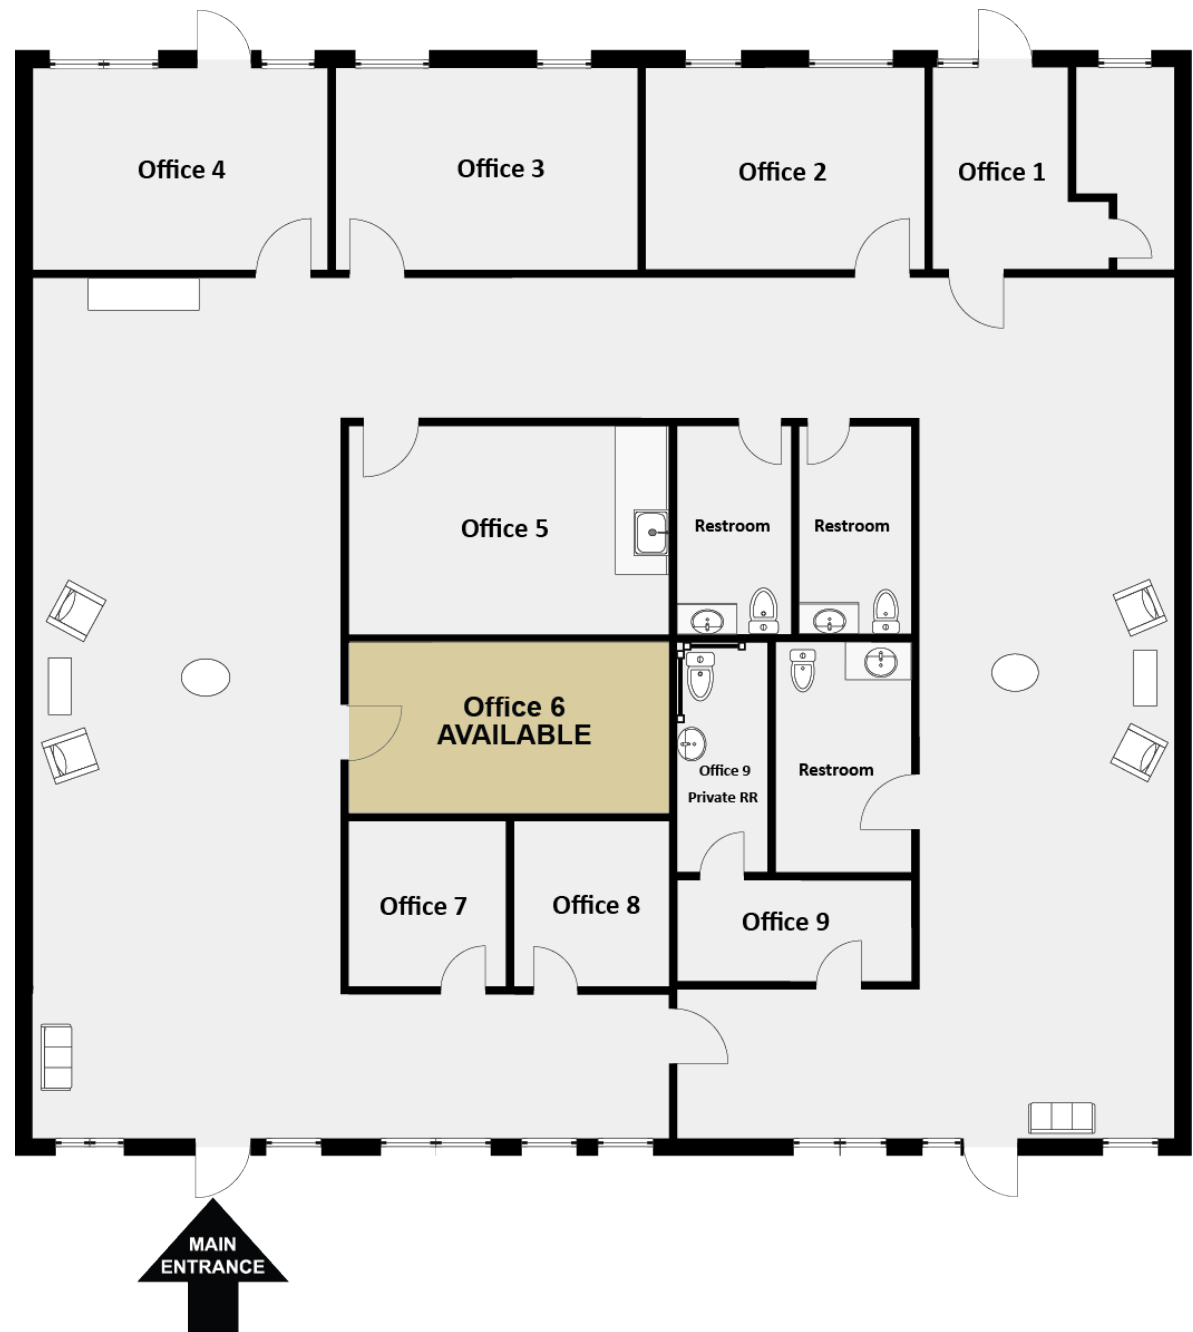 Office 4
Office 3
Office 2
Office 1
Office 5
Restroom
Restroom
Office 6
AVAILABLE
Office 9
Private RR
Restroom
Office 7
Office 8
Office 9
MAIN
ENTRANCE